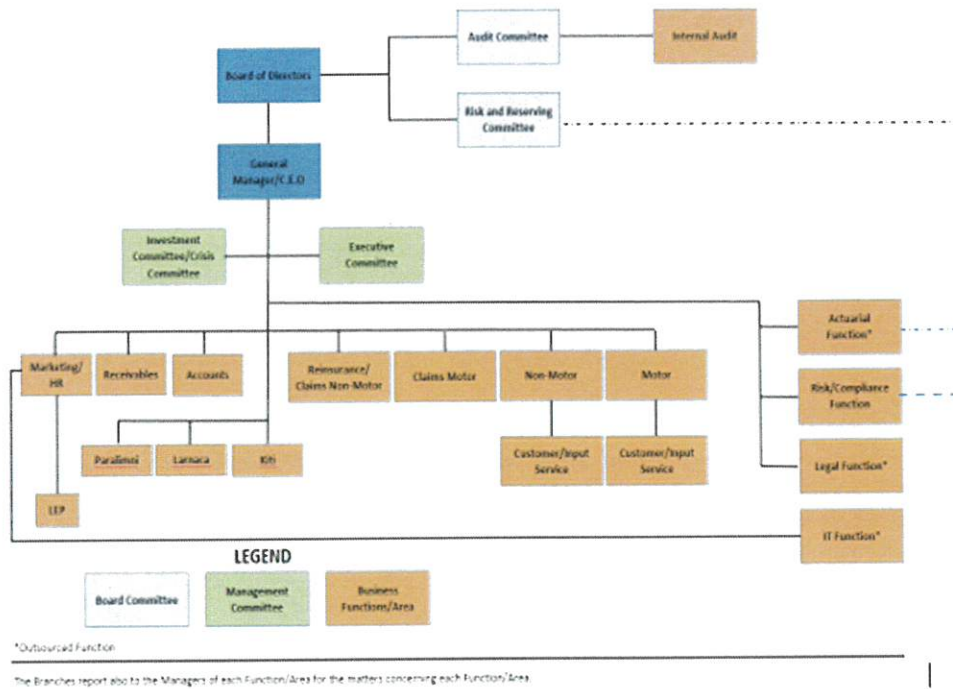 Audit Committee
Internal Audit
Board of Directors
Risk and Reserving
Committee
General
Manager/C.E.O
Investment
Committee/Crisis
Committee
Executive
Committee
Actuarial
Function*
Marketing/
HR
Receivables
Accounts
Reinsurance/
Claims Non-Motor
Claims Motor
Non-Motor
Motor
Risk/Compliance
Function
Paralimni
Larnaca
Kiti
Customer/Input
Service
Customer/Input
Service
Legal Function*
LEP
IT Function*
LEGEND
Board Committee
Management
Committee
Business
Functions/Area
*Outsourced Function
The Branches report also to the Managers of each Function/Area for the matters concerning each Function/Area.